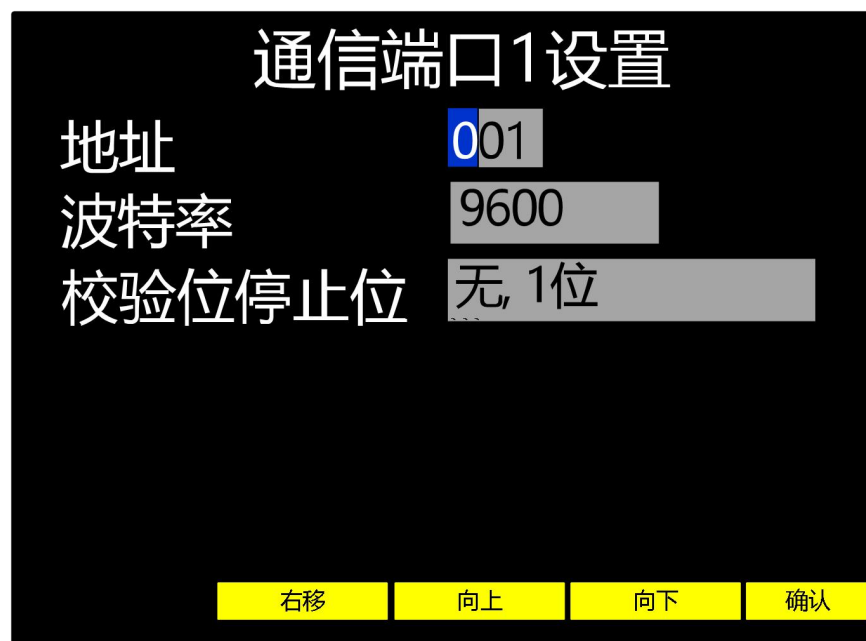 通信端口1设置
地址 001
波特率 9600
校验位停止位 无, 1位
右移 向上 向下 确认